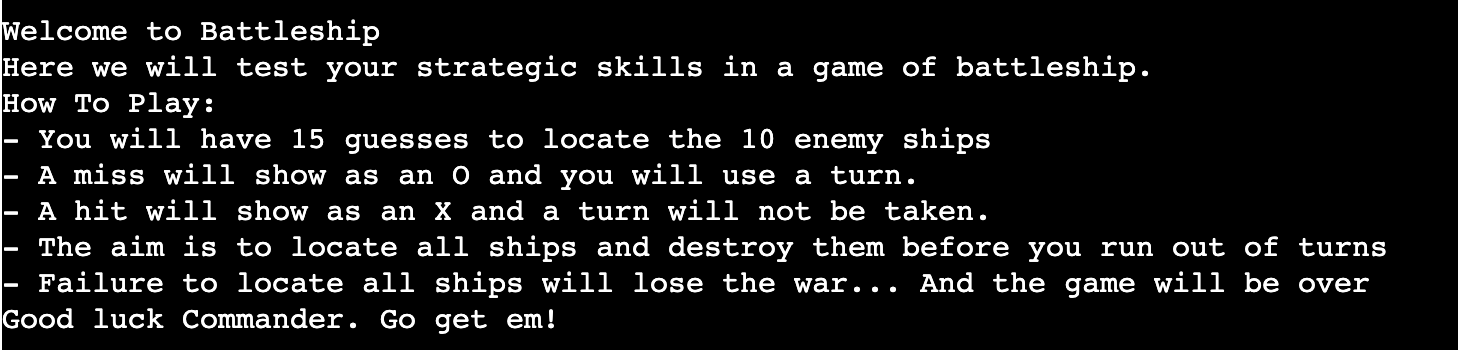 Welcome to Battleship
Here we will test your strategic skills in a game of battleship.
How To Play:
- You will have 15 guesses to locate the 10 enemy ships
- A miss will show as an O and you will use a turn.
- A hit will show as an X and a turn will not be taken.
- The aim is to locate all ships and destroy them before you run out of turns
- Failure to locate all ships will lose the war... And the game will be over
Good luck Commander. Go get em!